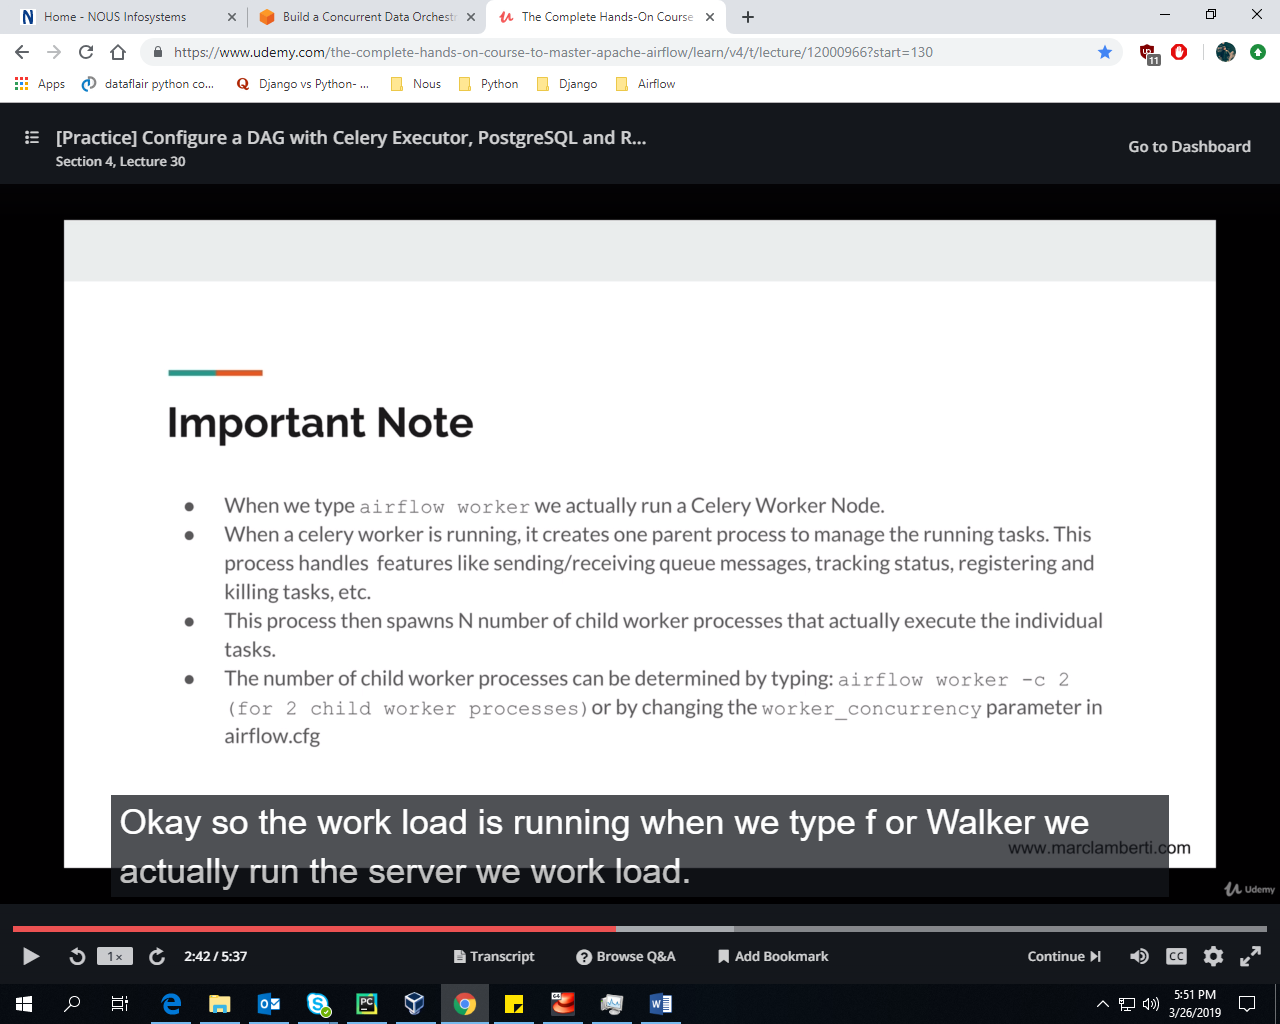 Home - NOUS Infosystems
Build a Concurrent Data Orchestr
The Complete Hands-On Course
https://www.udemy.com/the-complete-hands-on-course-to-master-apache-airflow/learn/v4/t/lecture/12000966?start=130
11
Apps
dataflair python co...
Django vs Python- ...
Nous
Python
Django
Airflow
[Practice] Configure a DAG with Celery Executor, PostgreSQL and R...
Section 4, Lecture 30
Go to Dashboard
Important Note
When we type airflow worker we actually run a Celery Worker Node.
When a celery worker is running, it creates one parent process to manage the running tasks. This
process handles features like sending/receiving queue messages, tracking status, registering and
killing tasks, etc.
This process then spawns N number of child worker processes that actually execute the individual
tasks.
The number of child worker processes can be determined by typing: airflow worker -c 2
(for 2 child worker processes) or by changing the worker_concurrency parameter in
airflow.cfg
Okay so the work load is running when we type f or Walker we
actually run the server we work load.
www.marclamberti.com
Udemy
1×
2:42 / 5:37
Transcript
Browse Q&A
Add Bookmark
Continue
CC
5:51 PM
3/26/2019